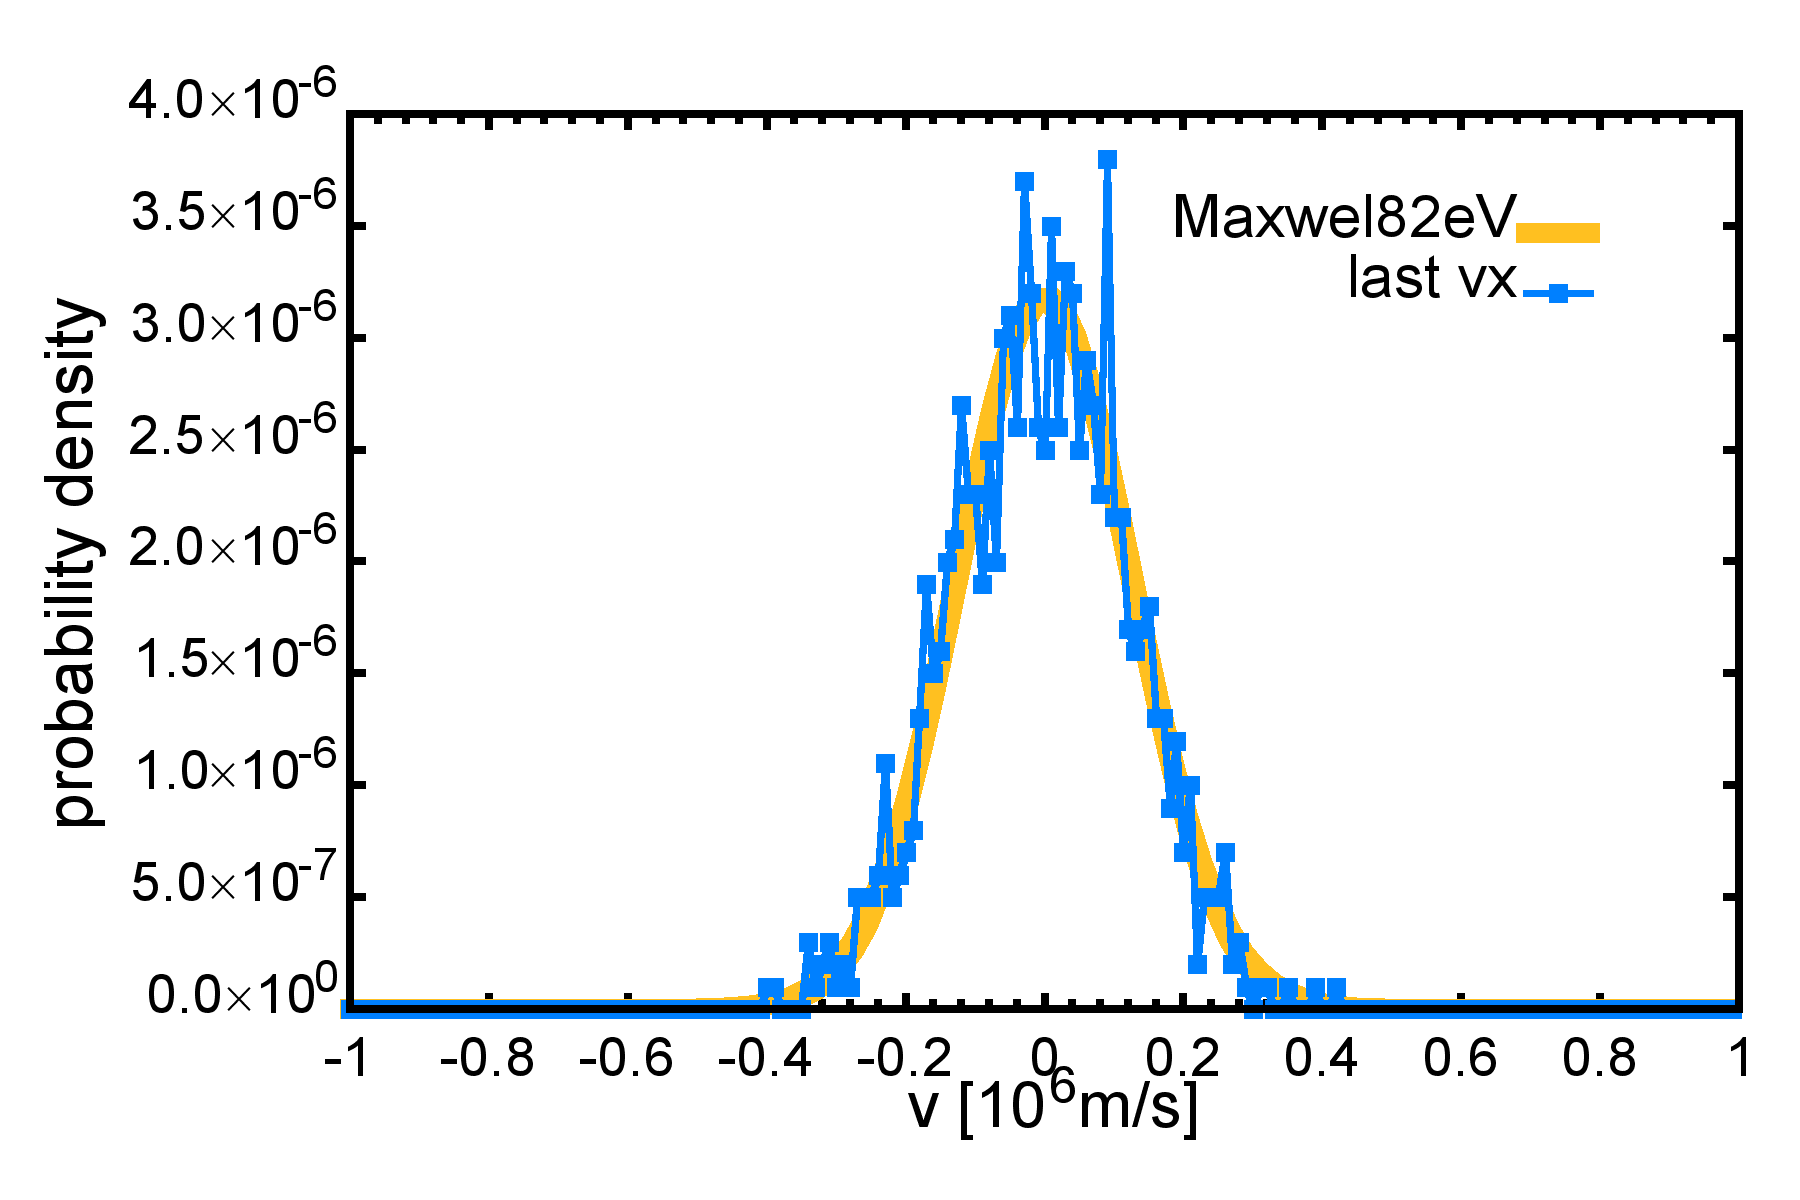 4.0×10⁻⁶
3.5×10⁻⁶
3.0×10⁻⁶
2.5×10⁻⁶
2.0×10⁻⁶
1.5×10⁻⁶
1.0×10⁻⁶
5.0×10⁻⁷
0.0×10⁰
probability density
Maxwel82eV
last vx
-1 -0.8 -0.6 -0.4 -0.2 0 0.2 0.4 0.6 0.8 1
v [10⁶m/s]